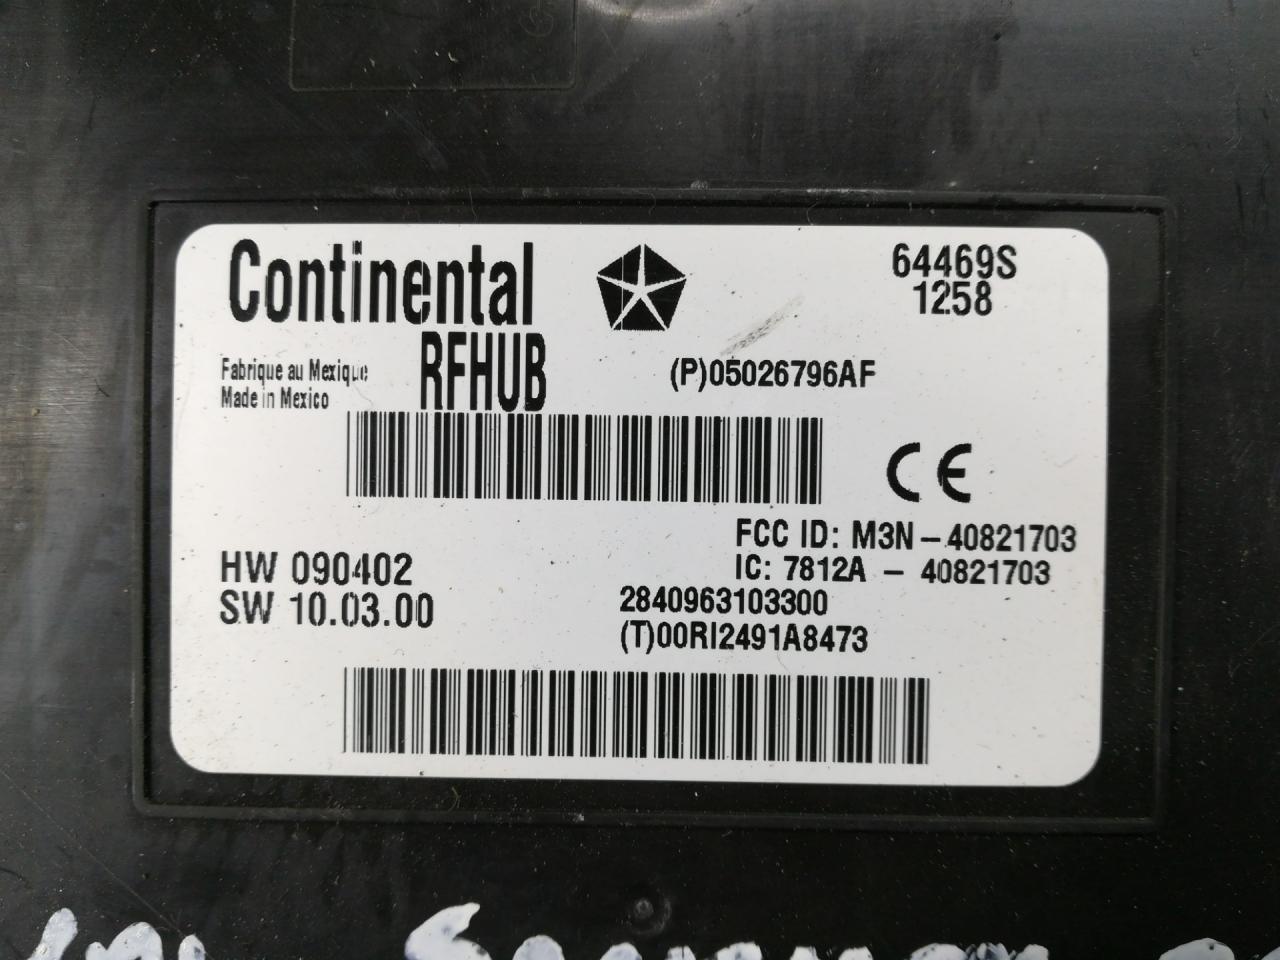 Continental
64469S
1258
RFHUB
Fabrique au Mexique
Made in Mexico
(P)05026796AF
CE
FCC ID: M3N-40821703
IC: 7812A - 40821703
HW 090402
SW 10.03.00
2840963103300
(T)00RI2491A8473